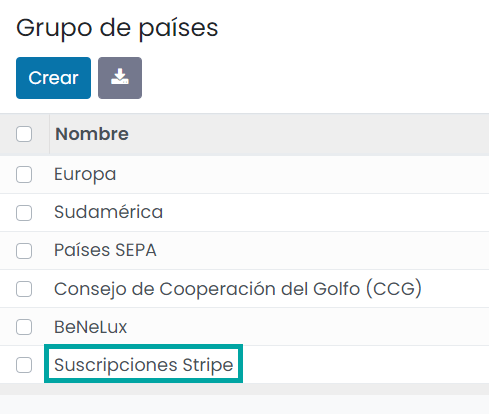 Grupo de países
Crear
Nombre
Europa
Sudamérica
Países SEPA
Consejo de Cooperación del Golfo (CCG)
BeNeLux
Suscripciones Stripe